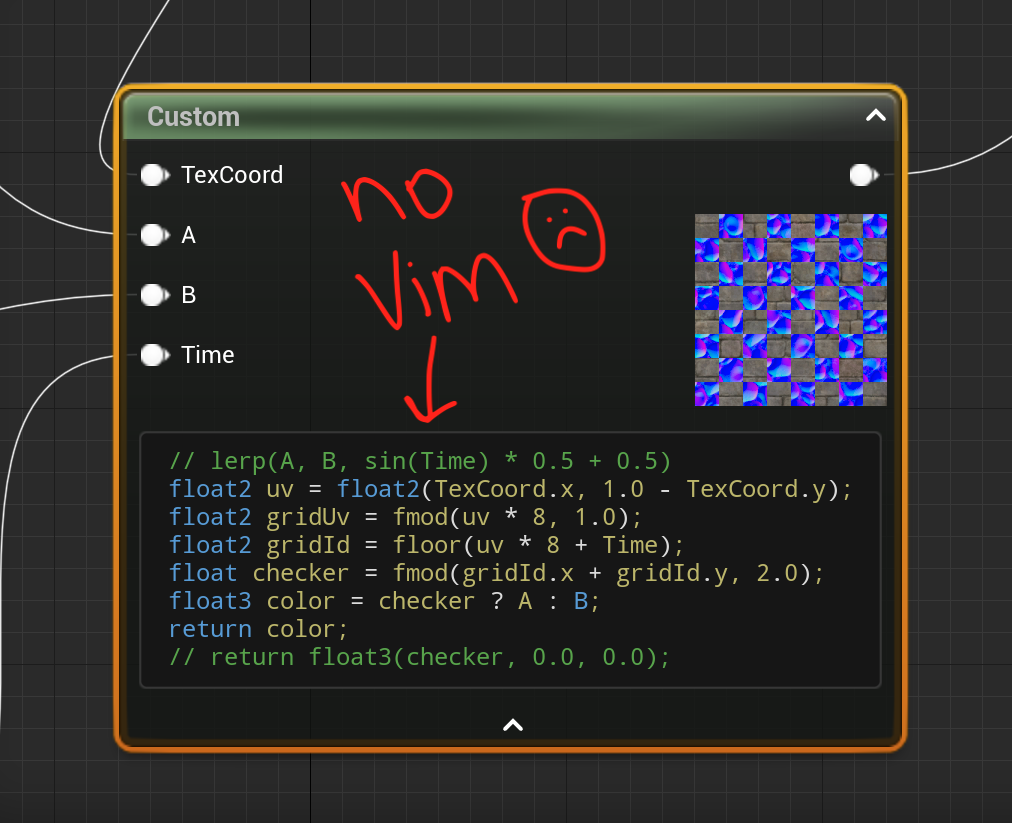 Custom
TexCoord
A
B
Time
no
Vim
// lerp(A, B, sin(Time) * 0.5 + 0.5)
float2 uv = float2(TexCoord.x, 1.0 - TexCoord.y);
float2 gridUv = fmod(uv * 8, 1.0);
float2 gridId = floor(uv * 8 + Time);
float checker = fmod(gridId.x + gridId.y, 2.0);
float3 color = checker ? A : B;
return color;
// return float3(checker, 0.0, 0.0);